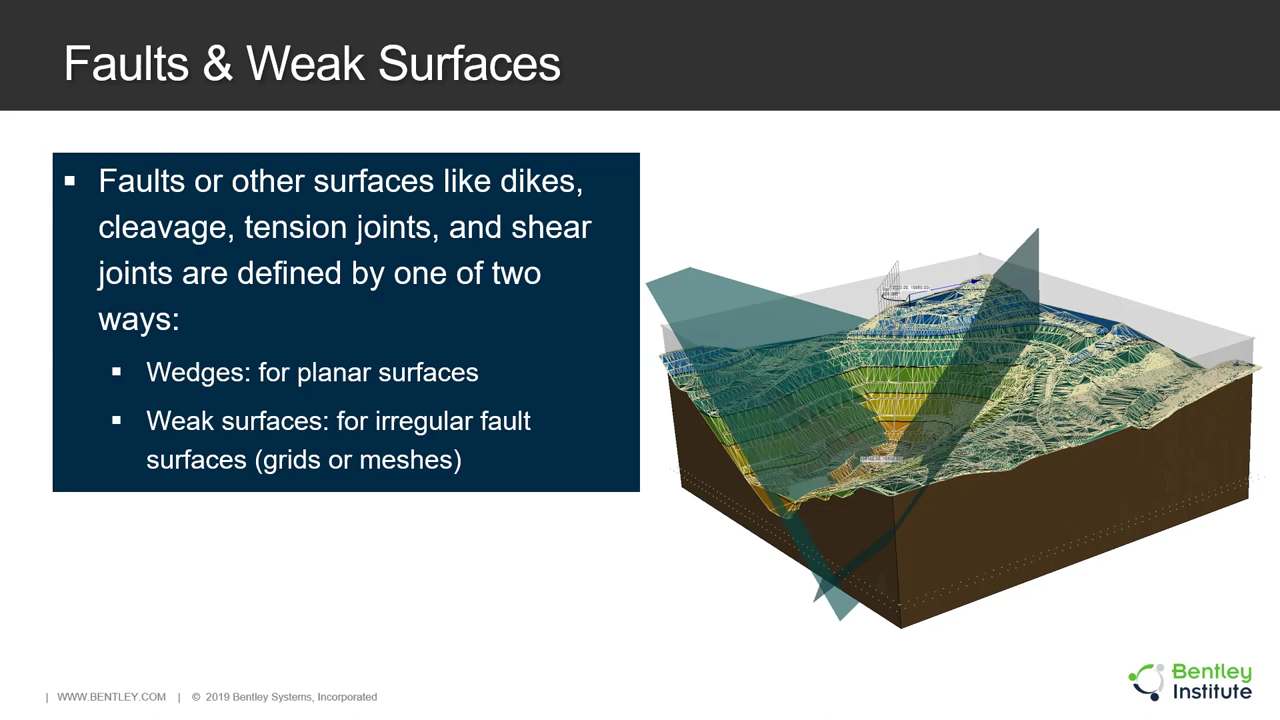 Faults & Weak Surfaces
▪ Faults or other surfaces like dikes,
cleavage, tension joints, and shear
joints are defined by one of two
ways:
▪ Wedges: for planar surfaces
▪ Weak surfaces: for irregular fault
surfaces (grids or meshes)
| WWW.BENTLEY.COM | © 2019 Bentley Systems, Incorporated
Bentley
Institute